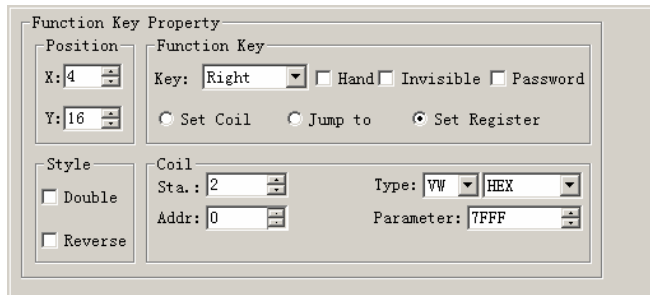 Function Key Property
Position
X: 4
Y: 16
Function Key
Key: Right Hand Invisible Password
Set Coil Jump to Set Register
Style
Double
Reverse
Coil
Sta.: 2 Type: VW HEX
Addr: 0 Parameter: 7FFF